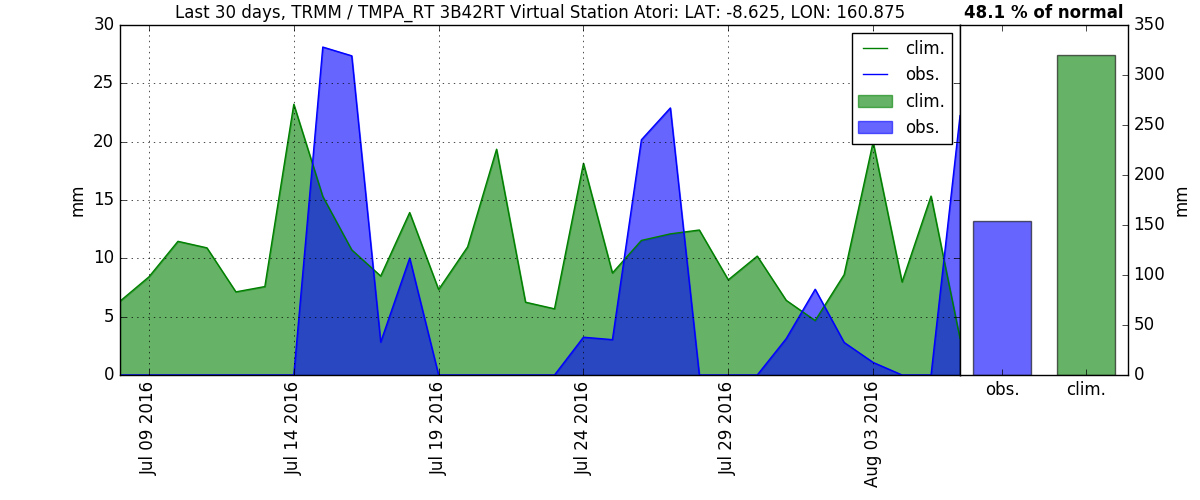 Last 30 days, TRMM / TMPA_RT 3B42RT Virtual Station Atori: LAT: -8.625, LON: 160.875
48.1 % of normal
30
25
20
15
10
5
0
mm
clim.
obs.
clim.
obs.
350
300
250
200
150
100
50
0
mm
Jul 09 2016
Jul 14 2016
Jul 19 2016
Jul 24 2016
Jul 29 2016
Aug 03 2016
obs.
clim.